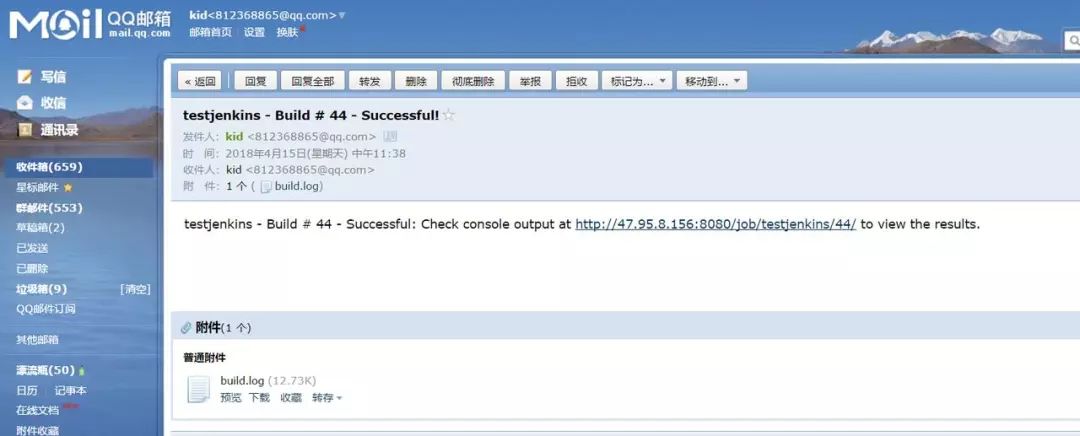 MAiL QQ邮箱
mail.qq.com
kid<812368865@qq.com>
邮箱首页 | 设置 | 换肤
写信
收信
通讯录
收件箱(659)
星标邮件
群邮件(553)
草稿箱(2)
已发送
已删除
垃圾箱(9) [清空]
QQ邮件订阅
其他邮箱
漂流瓶(50)
日历 | 记事本
在线文档
附件收藏
« 返回 回复 回复全部 转发 删除 彻底删除 举报 拒收 标记为... 移动到...
testjenkins - Build # 44 - Successful!
发件人: kid <812368865@qq.com>
时 间: 2018年4月15日(星期天) 中午11:38
收件人: kid <812368865@qq.com>
附 件: 1 个 ( build.log)
testjenkins - Build # 44 - Successful: Check console output at http://47.95.8.156:8080/job/testjenkins/44/ to view the results.
附件(1 个)
普通附件
build.log (12.73K)
预览 下载 收藏 转存